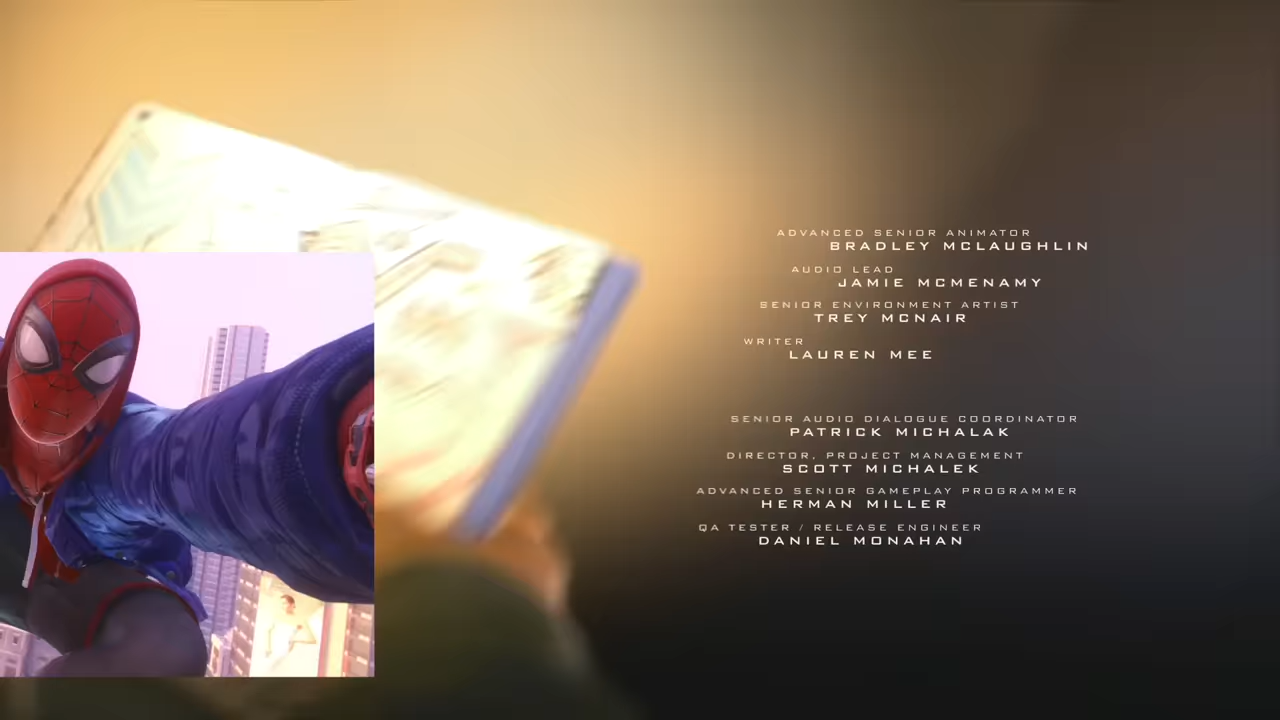 ADVANCED SENIOR ANIMATOR
BRADLEY MCLAUGHLIN
AUDIO LEAD
JAMIE MCMENAMY
SENIOR ENVIRONMENT ARTIST
TREY MCNAIR
WRITER
LAUREN MEE
SENIOR AUDIO DIALOGUE COORDINATOR
PATRICK MICHALAK
DIRECTOR, PROJECT MANAGEMENT
SCOTT MICHALEK
ADVANCED SENIOR GAMEPLAY PROGRAMMER
HERMAN MILLER
QA TESTER / RELEASE ENGINEER
DANIEL MONAHAN